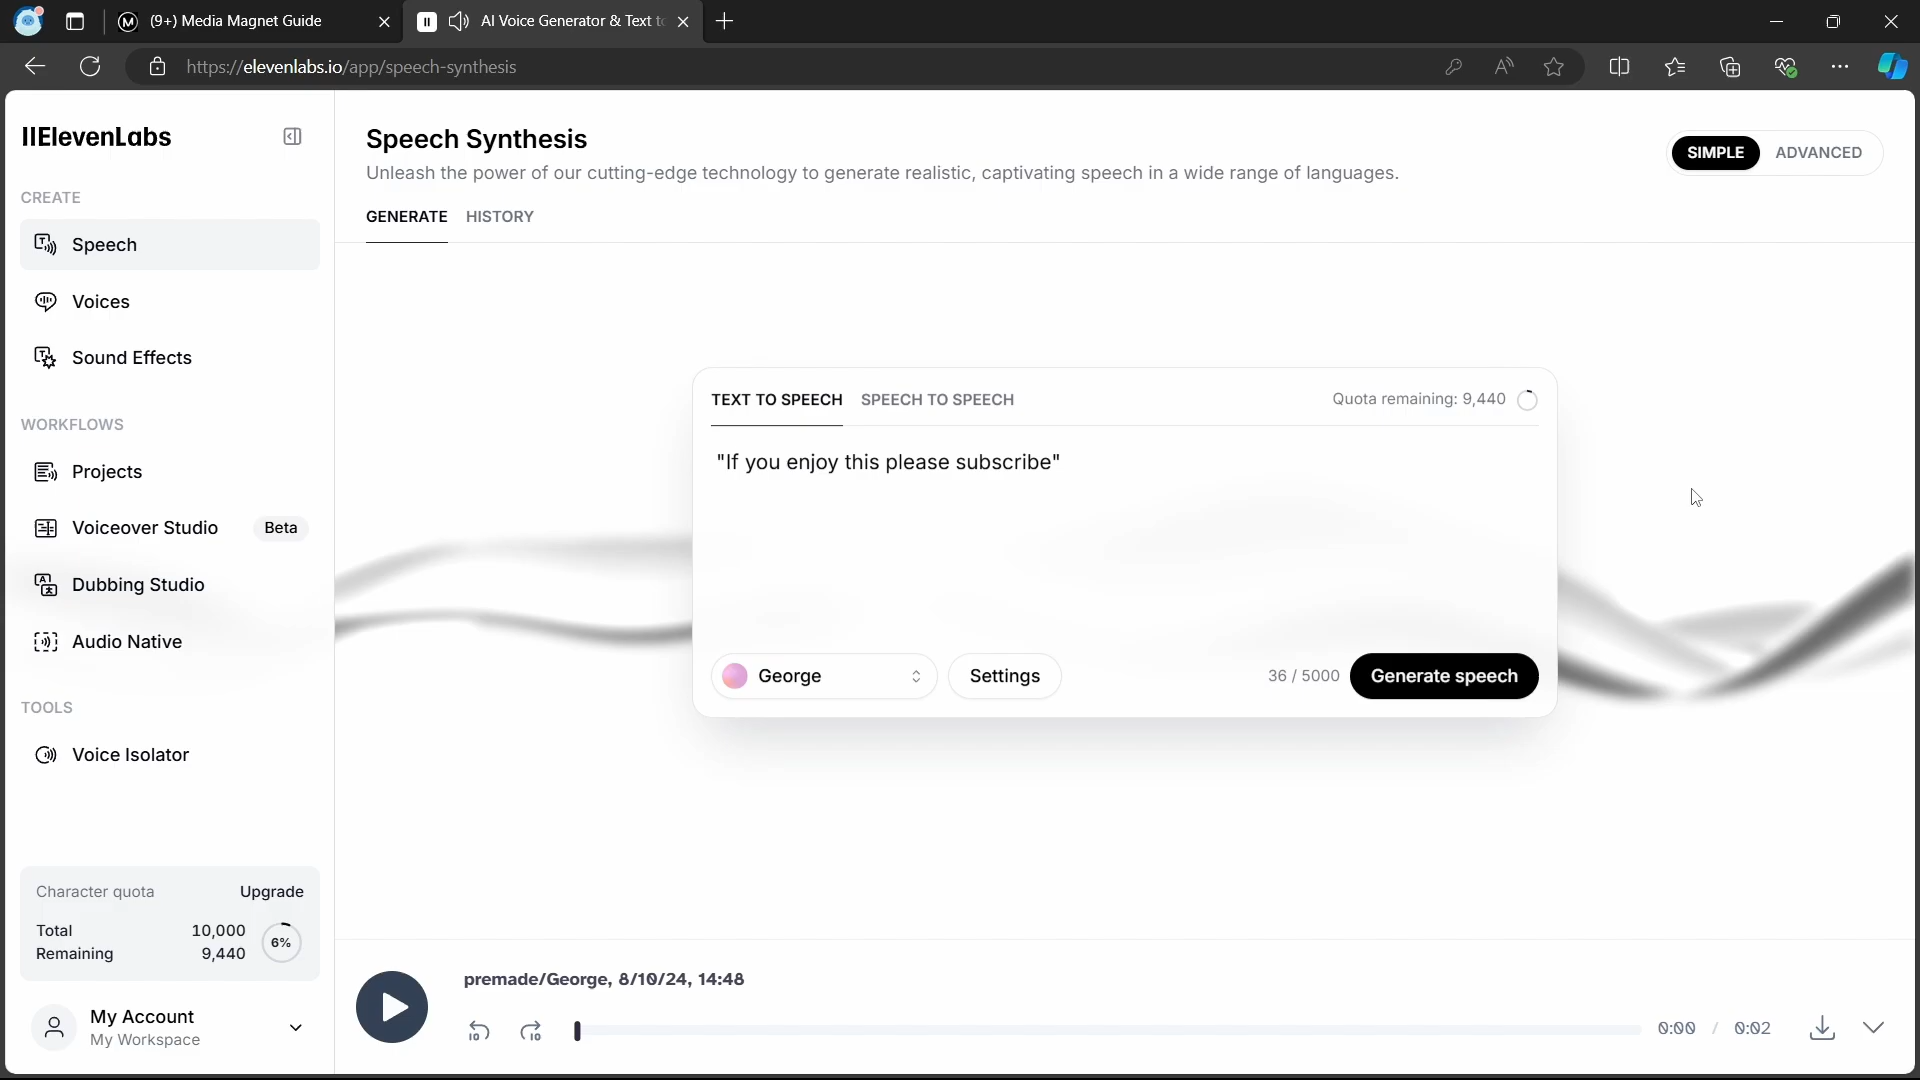 (9+) Media Magnet Guide
AI Voice Generator & Text to
https://elevenlabs.io/app/speech-synthesis
IIElevenLabs
CREATE
Speech
Voices
Sound Effects
WORKFLOWS
Projects
Voiceover Studio
Beta
Dubbing Studio
Audio Native
TOOLS
Voice Isolator
Character quota
Upgrade
Total 10,000
Remaining 9,440
6%
My Account
My Workspace
Speech Synthesis
Unleash the power of our cutting-edge technology to generate realistic, captivating speech in a wide range of languages.
SIMPLE
ADVANCED
GENERATE
HISTORY
TEXT TO SPEECH
SPEECH TO SPEECH
Quota remaining: 9,440
"If you enjoy this please subscribe"
George
Settings
36 / 5000
Generate speech
premade/George, 8/10/24, 14:48
10
10
0:00 / 0:02